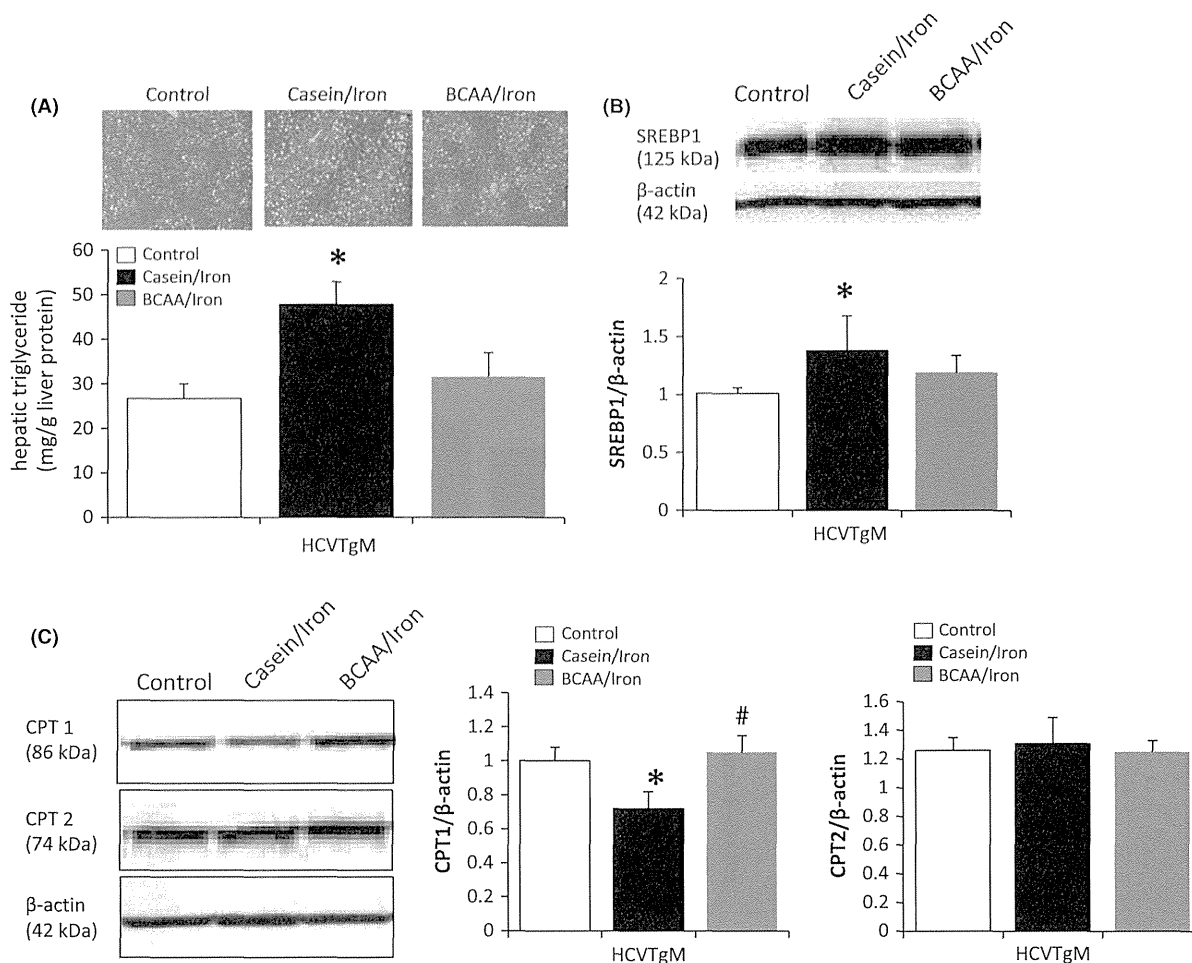 (A)
Control Casein/Iron BCAA/Iron
60
50
40
30
20
10
0
hepatic triglyceride
(mg/g liver protein)
Control
Casein/Iron
BCAA/Iron
*
HCVTgM
(B)
Control Casein/Iron BCAA/Iron
SREBP1
(125 kDa)
β-actin
(42 kDa)
2
1.5
1
0.5
0
SREBP1/β-actin
*
HCVTgM
(C)
Control Casein/Iron BCAA/Iron
CPT 1
(86 kDa)
CPT 2
(74 kDa)
β-actin
(42 kDa)
Control
Casein/Iron
BCAA/Iron
1.4
1.2
1
0.8
0.6
0.4
0.2
0
CPT1/β-actin
*
#
HCVTgM
Control
Casein/Iron
BCAA/Iron
1.6
1.4
1.2
1
0.8
0.6
0.4
0.2
0
CPT2/β-actin
HCVTgM